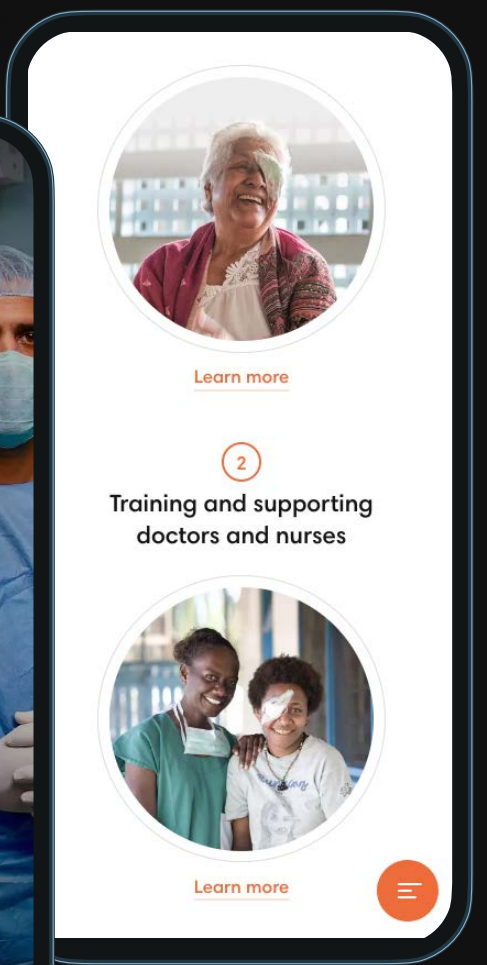 Learn more
2
Training and supporting
doctors and nurses
Learn more